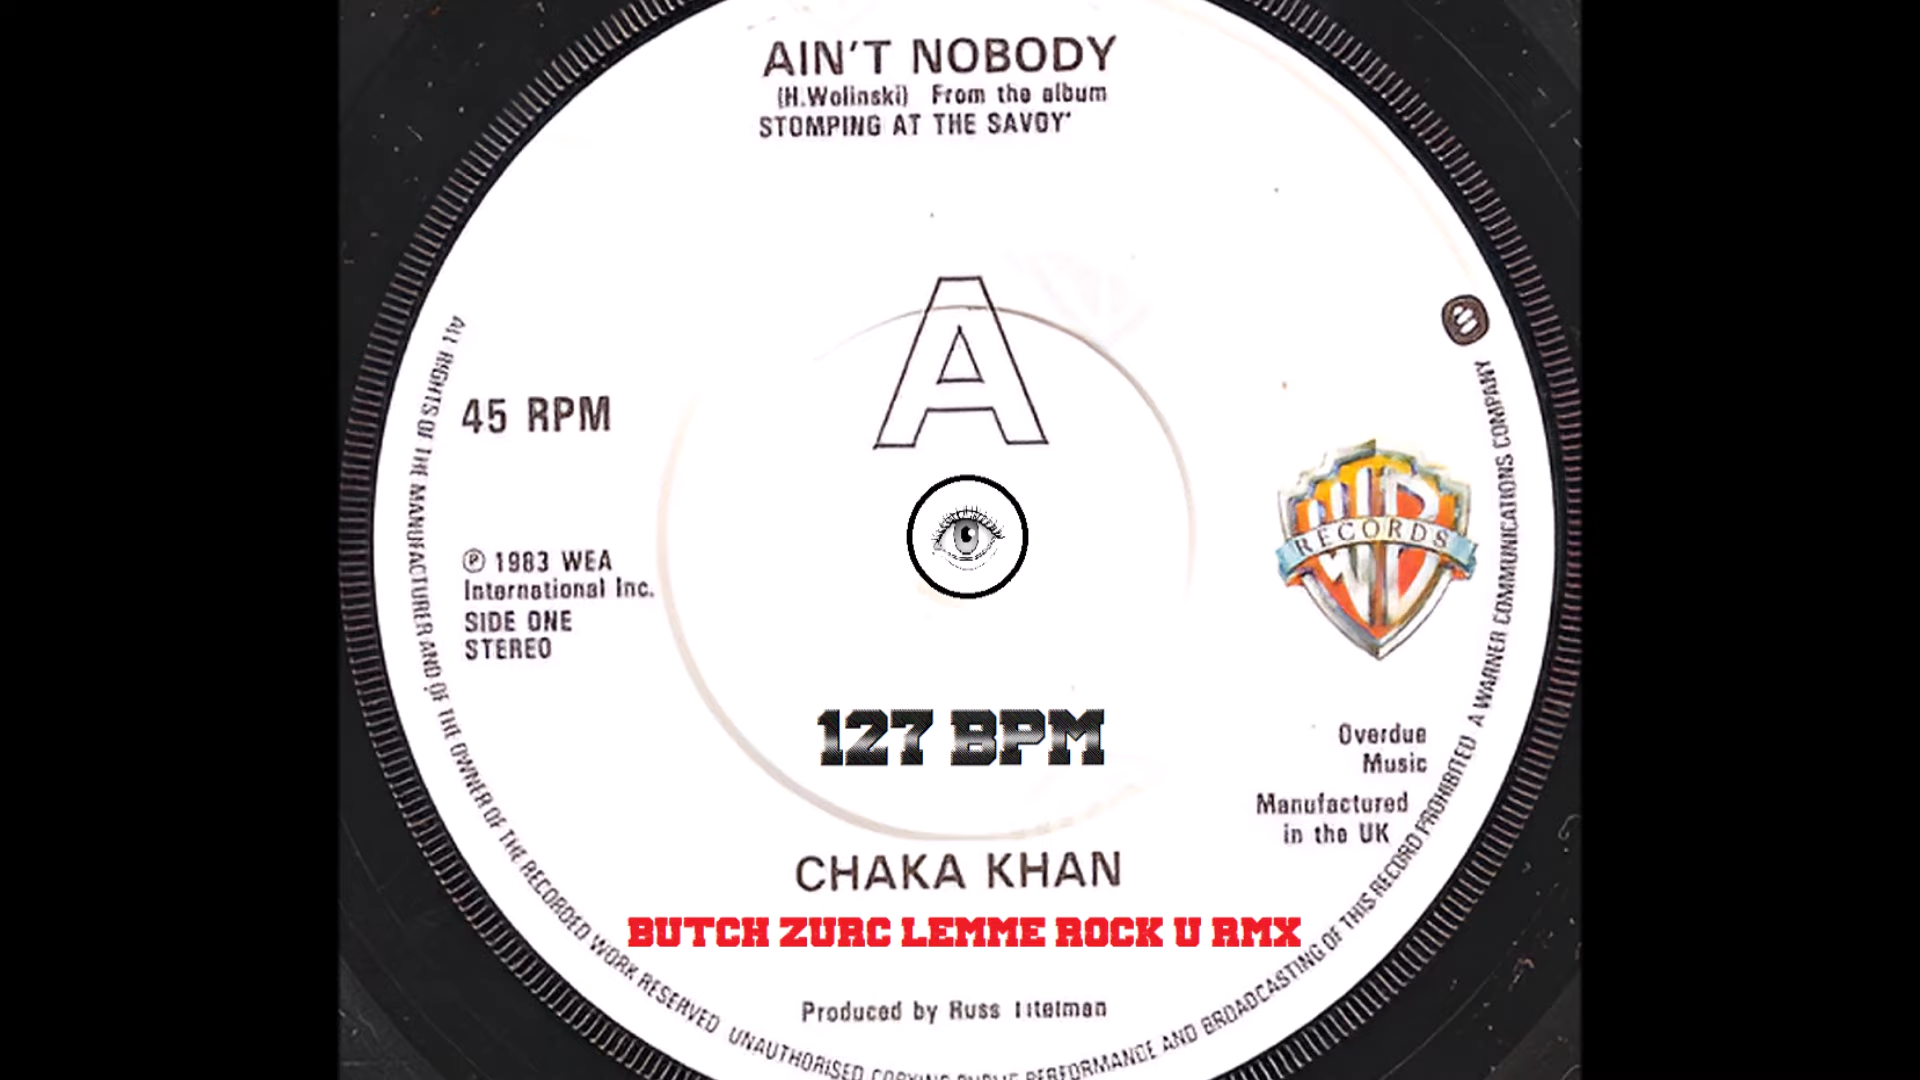 AIN'T NOBODY
(H.Wolinski) From the album
STOMPING AT THE SAVOY'
A
45 RPM
℗ 1983 WEA
International Inc.
SIDE ONE
STEREO
RECORDS
127 BPM
Overdue
Music
Manufactured
in the UK
CHAKA KHAN
BUTCH ZURC LEMME ROCK U RMX
Produced by Russ Titelman
ALL RIGHTS OF THE MANUFACTURER AND OF THE OWNER OF THE RECORDED WORK RESERVED UNAUTHORISED COPYING PUBLIC PERFORMANCE AND BROADCASTING OF THIS RECORD PROHIBITED A WARNER COMMUNICATIONS COMPANY